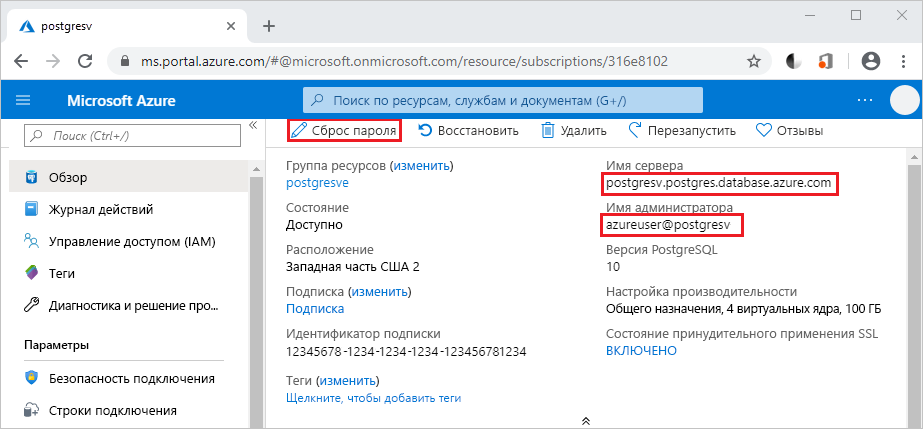 postgresv
ms.portal.azure.com/#@microsoft.onmicrosoft.com/resource/subscriptions/316e8102
Microsoft Azure
Поиск по ресурсам, службам и документам (G+/)
Поиск (Ctrl+/)
Сброс пароля
Восстановить
Удалить
Перезапустить
Отзывы
Обзор
Журнал действий
Управление доступом (IAM)
Теги
Диагностика и решение про...
Параметры
Безопасность подключения
Строки подключения
Группа ресурсов (изменить)
postgresve
Состояние
Доступно
Расположение
Западная часть США 2
Подписка (изменить)
Подписка
Идентификатор подписки
12345678-1234-1234-1234-123456781234
Теги (изменить)
Щелкните, чтобы добавить теги
Имя сервера
postgresv.postgres.database.azure.com
Имя администратора
azureuser@postgresv
Версия PostgreSQL
10
Настройка производительности
Общего назначения, 4 виртуальных ядра, 100 ГБ
Состояние принудительного применения SSL
ВКЛЮЧЕНО